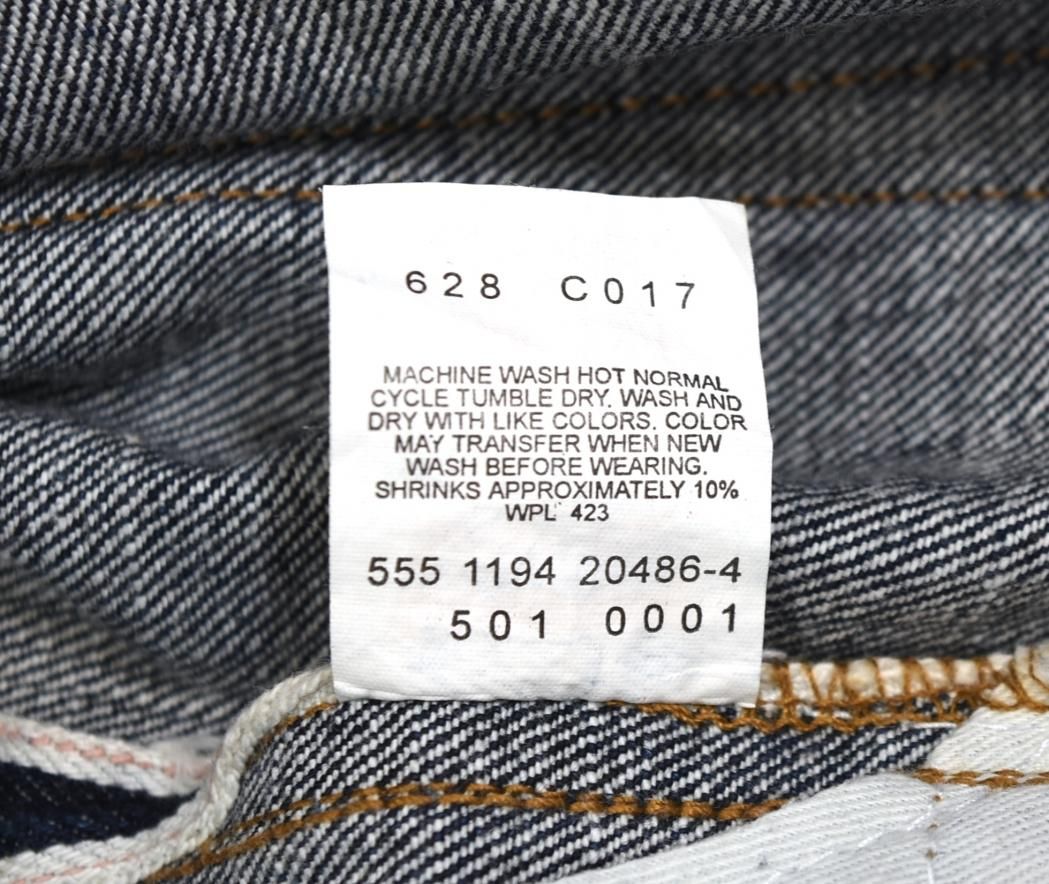 628 C017
MACHINE WASH HOT NORMAL
CYCLE TUMBLE DRY. WASH AND
DRY WITH LIKE COLORS. COLOR
MAY TRANSFER WHEN NEW
WASH BEFORE WEARING.
SHRINKS APPROXIMATELY 10%
WPL 423
555 1194 20486-4
501 0001